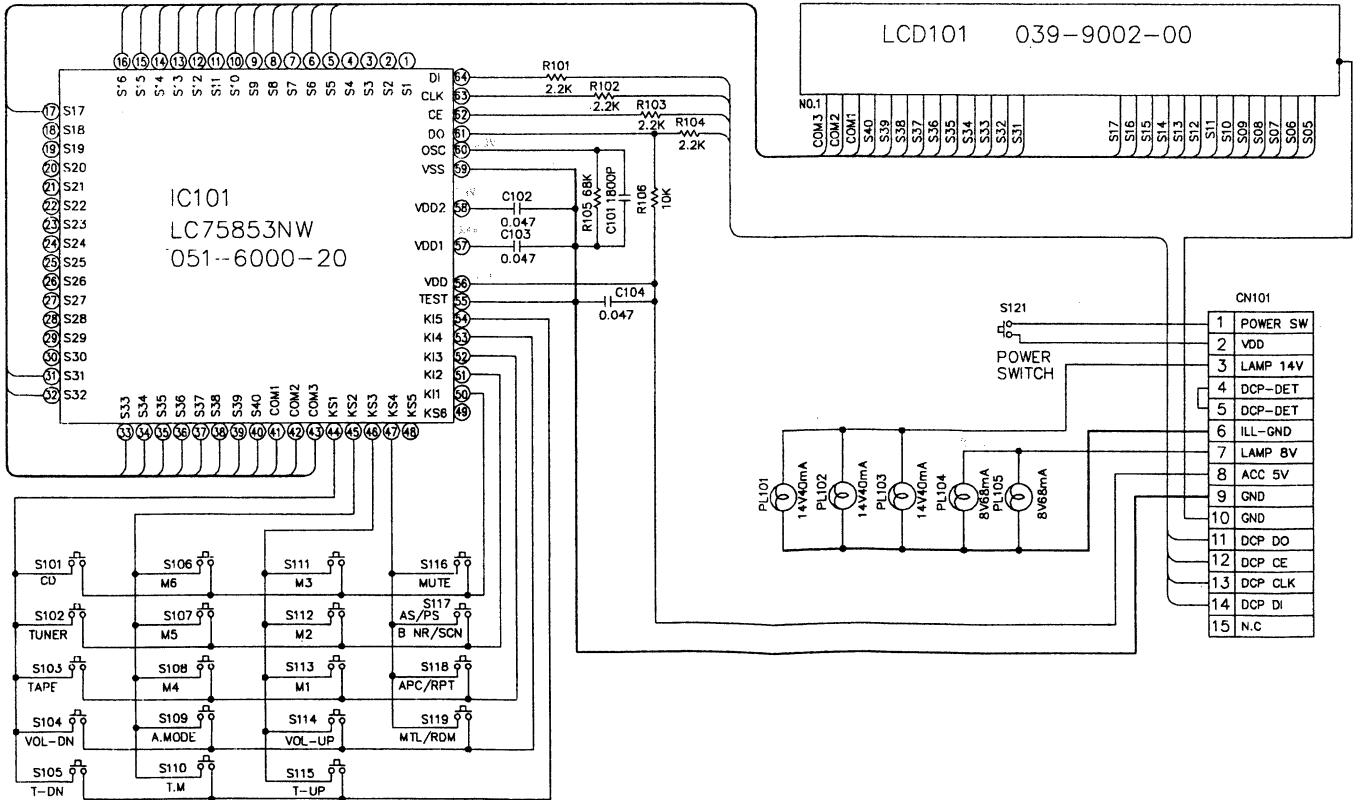 LCD101 039-9002-00
NO.1
COM3 COM2 COM1 S40 S39 S38 S37 S36 S35 S34 S33 S32 S31
S17 S16 S15 S14 S13 S12 S11 S10 S09 S08 S07 S06 S05
16 15 14 13 12 11 10 9 8 7 6 5 4 3 2 1
S16 S15 S14 S13 S12 S11 S10 S9 S8 S7 S6 S5 S4 S3 S2 S1
17 S17
18 S18
19 S19
20 S20
21 S21
22 S22
23 S23
24 S24
25 S25
26 S26
27 S27
28 S28
29 S29
30 S30
31 S31
32 S32
IC101
LC75853NW
051-6000-20
DI 64
CLK 63
CE 62
DO 61
OSC 60
VSS 59
VDD2 58
VDD1 57
VDD 56
TEST 55
KI5 54
KI4 53
KI3 52
KI2 51
KI1 50
KS6 49
S33 S34 S35 S36 S37 S38 S39 S40 COM1 COM2 COM3 KS1 KS2 KS3 KS4 KS5
33 34 35 36 37 38 39 40 41 42 43 44 45 46 47 48
R101
2.2K
R102
2.2K
R103
2.2K
R104
2.2K
C102
0.047
C103
0.047
R105 68K
C101 1800P
R106
10K
C104
0.047
S121
POWER
SWITCH
CN101
1 POWER SW
2 VDD
3 LAMP 14V
4 DCP-DET
5 DCP-DET
6 ILL-GND
7 LAMP 8V
8 ACC 5V
9 GND
10 GND
11 DCP DO
12 DCP CE
13 DCP CLK
14 DCP DI
15 N.C
PL101
14V40mA
PL102
14V40mA
PL103
14V40mA
PL104
8V68mA
PL105
8V68mA
S101
CD
S106
M6
S111
M3
S116
MUTE
S102
TUNER
S107
M5
S112
M2
S117
AS/PS
B NR/SCN
S103
TAPE
S108
M4
S113
M1
S118
APC/RPT
S104
VOL-DN
S109
A.MODE
S114
VOL-UP
S119
MTL/RDM
S105
T-DN
S110
T.M
S115
T-UP